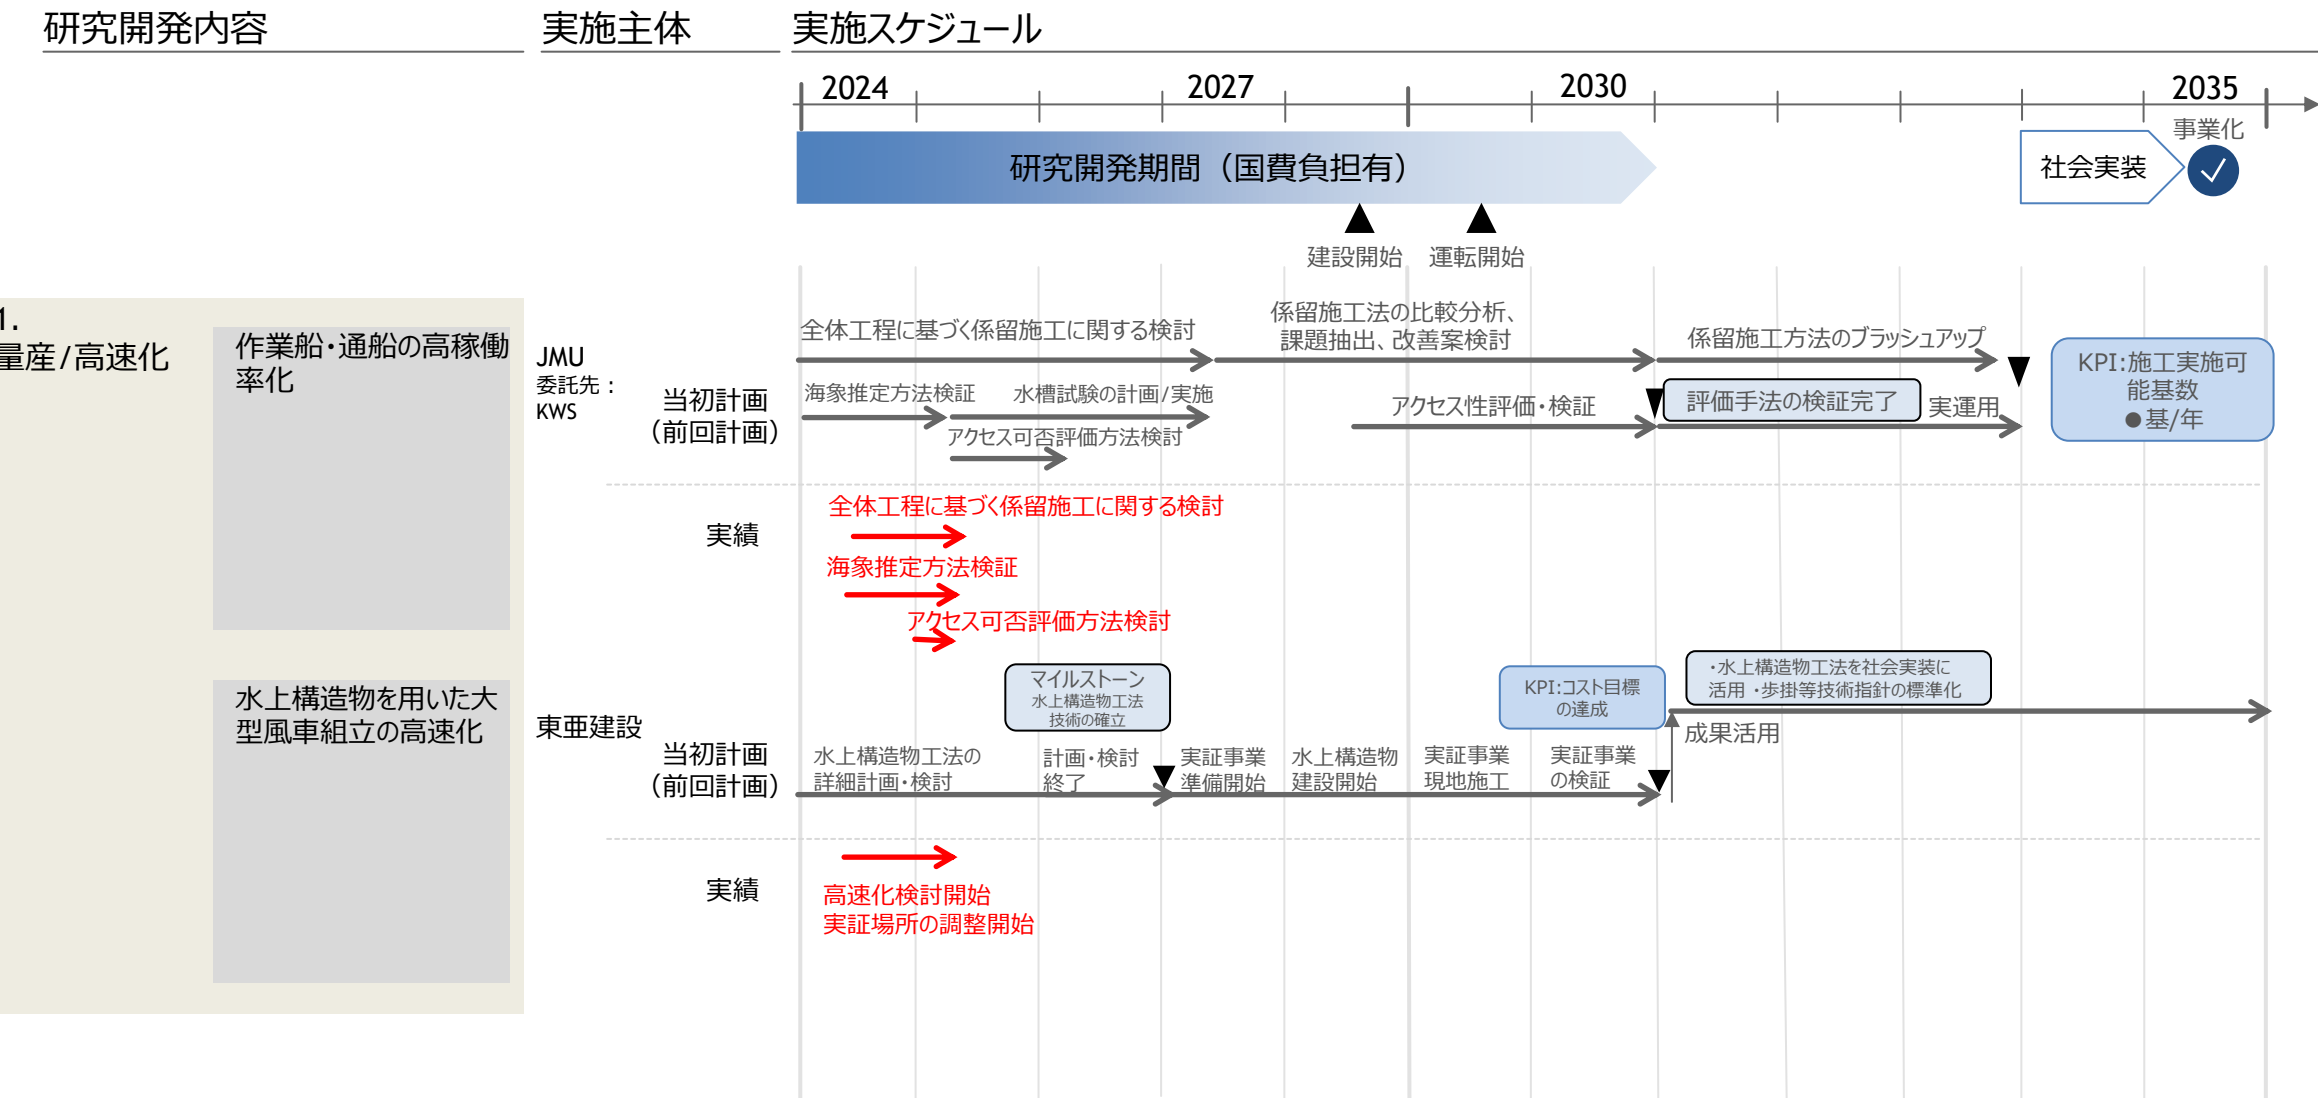 研究開発内容
実施主体
実施スケジュール
2024
2027
2030
2035
事業化
研究開発期間（国費負担有）
社会実装
建設開始
運転開始
1.
量産/高速化
作業船・通船の高稼働
率化
JMU
委託先：
KWS
当初計画
（前回計画）
全体工程に基づく係留施工に関する検討
係留施工法の比較分析、
課題抽出、改善案検討
係留施工方法のブラッシュアップ
海象推定方法検証
水槽試験の計画/実施
アクセス可否評価方法検討
アクセス性評価・検証
評価手法の検証完了
実運用
KPI:施工実施可
能基数
●基/年
実績
全体工程に基づく係留施工に関する検討
海象推定方法検証
アクセス可否評価方法検討
水上構造物を用いた大
型風車組立の高速化
東亜建設
当初計画
（前回計画）
マイルストーン
水上構造物工法
技術の確立
KPI:コスト目標
の達成
・水上構造物工法を社会実装に
活用 ・歩掛等技術指針の標準化
成果活用
水上構造物工法の
詳細計画・検討
計画・検討
終了
実証事業
準備開始
水上構造物
建設開始
実証事業
現地施工
実証事業
の検証
実績
高速化検討開始
実証場所の調整開始